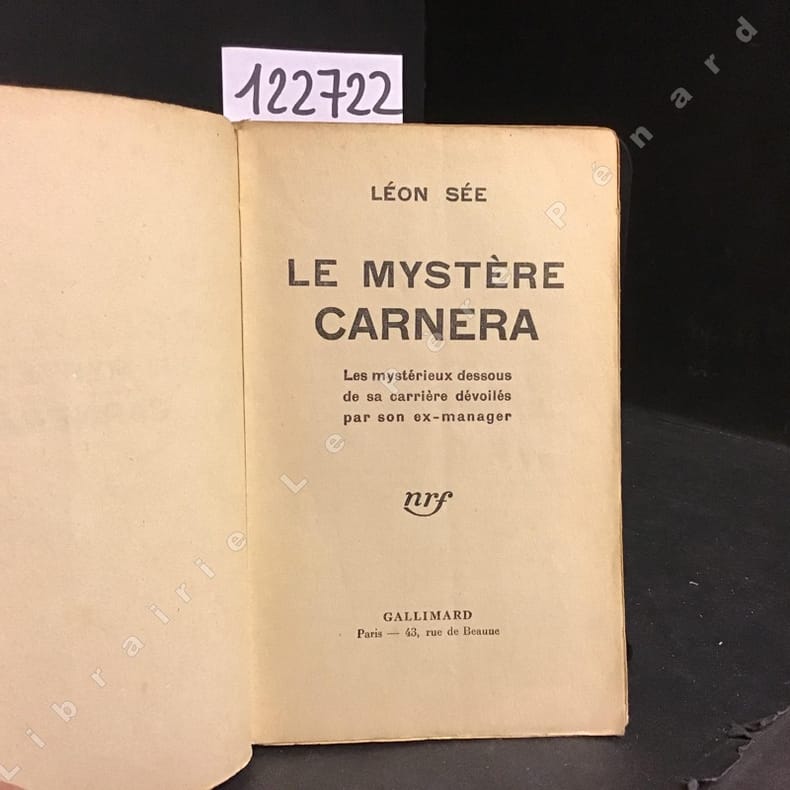 122722
LÉON SÉE
LE MYSTÈRE
CARNERA
Les mystérieux dessous
de sa carrière dévoilés
par son ex-manager
nrf
GALLIMARD
Paris — 43, rue de Beaune
Librairie Le Père Pénard